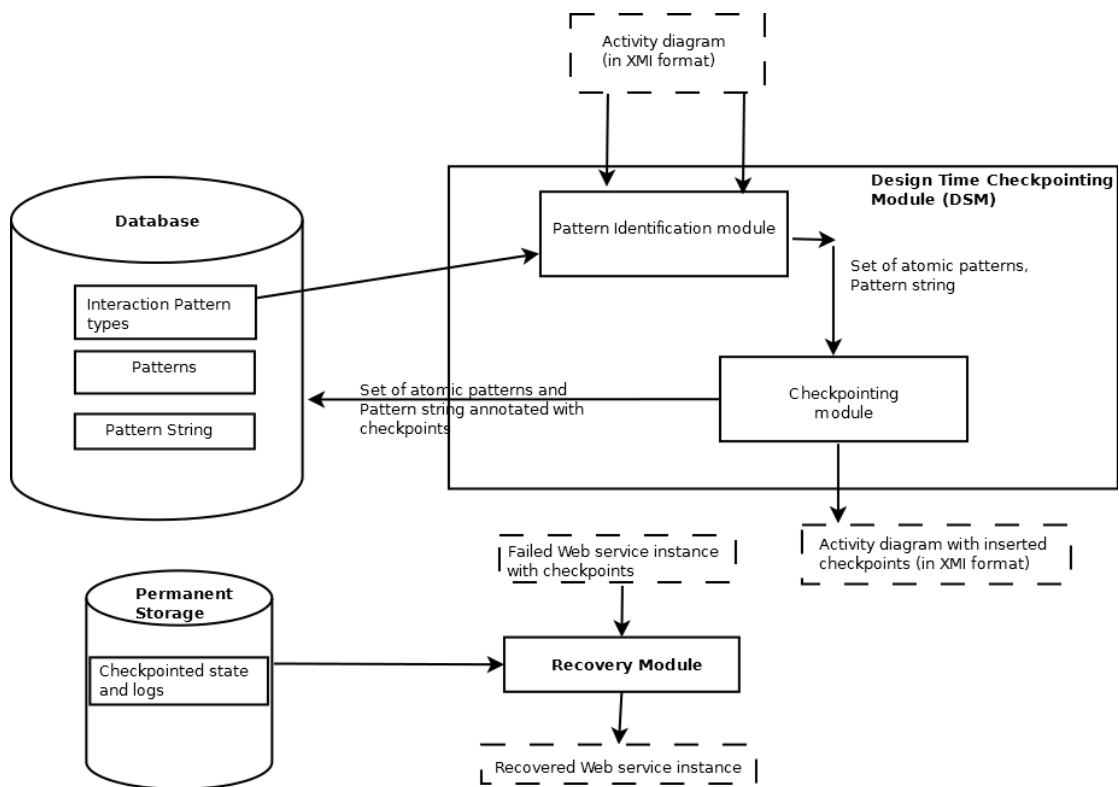 Activity diagram
(in XMI format)
Design Time Checkpointing
Module (DSM)
Database
Pattern Identification module
Interaction Pattern
types
Set of atomic patterns,
Pattern string
Patterns
Pattern String
Set of atomic patterns and
Pattern string annotated with
checkpoints
Checkpointing
module
Failed Web service instance
with checkpoints
Activity diagram with inserted
checkpoints (in XMI format)
Permanent
Storage
Checkpointed state
and logs
Recovery Module
Recovered Web service instance